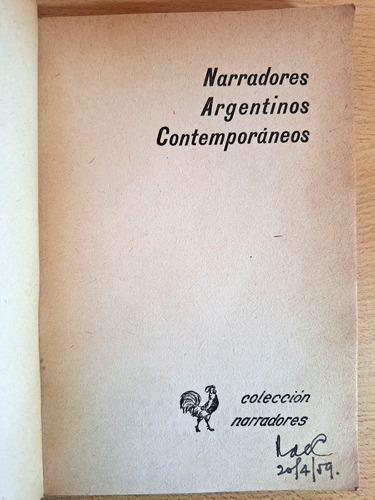 Narradores
Argentinos
Contemporáneos
colección
narradores
20/4/59.